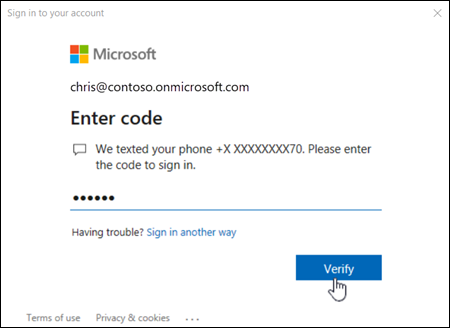 Sign in to your account
Microsoft
chris@contoso.onmicrosoft.com
Enter code
We texted your phone +X XXXXXXXX70. Please enter
the code to sign in.
••••••
Having trouble? Sign in another way
Verify
Terms of use Privacy & cookies ...